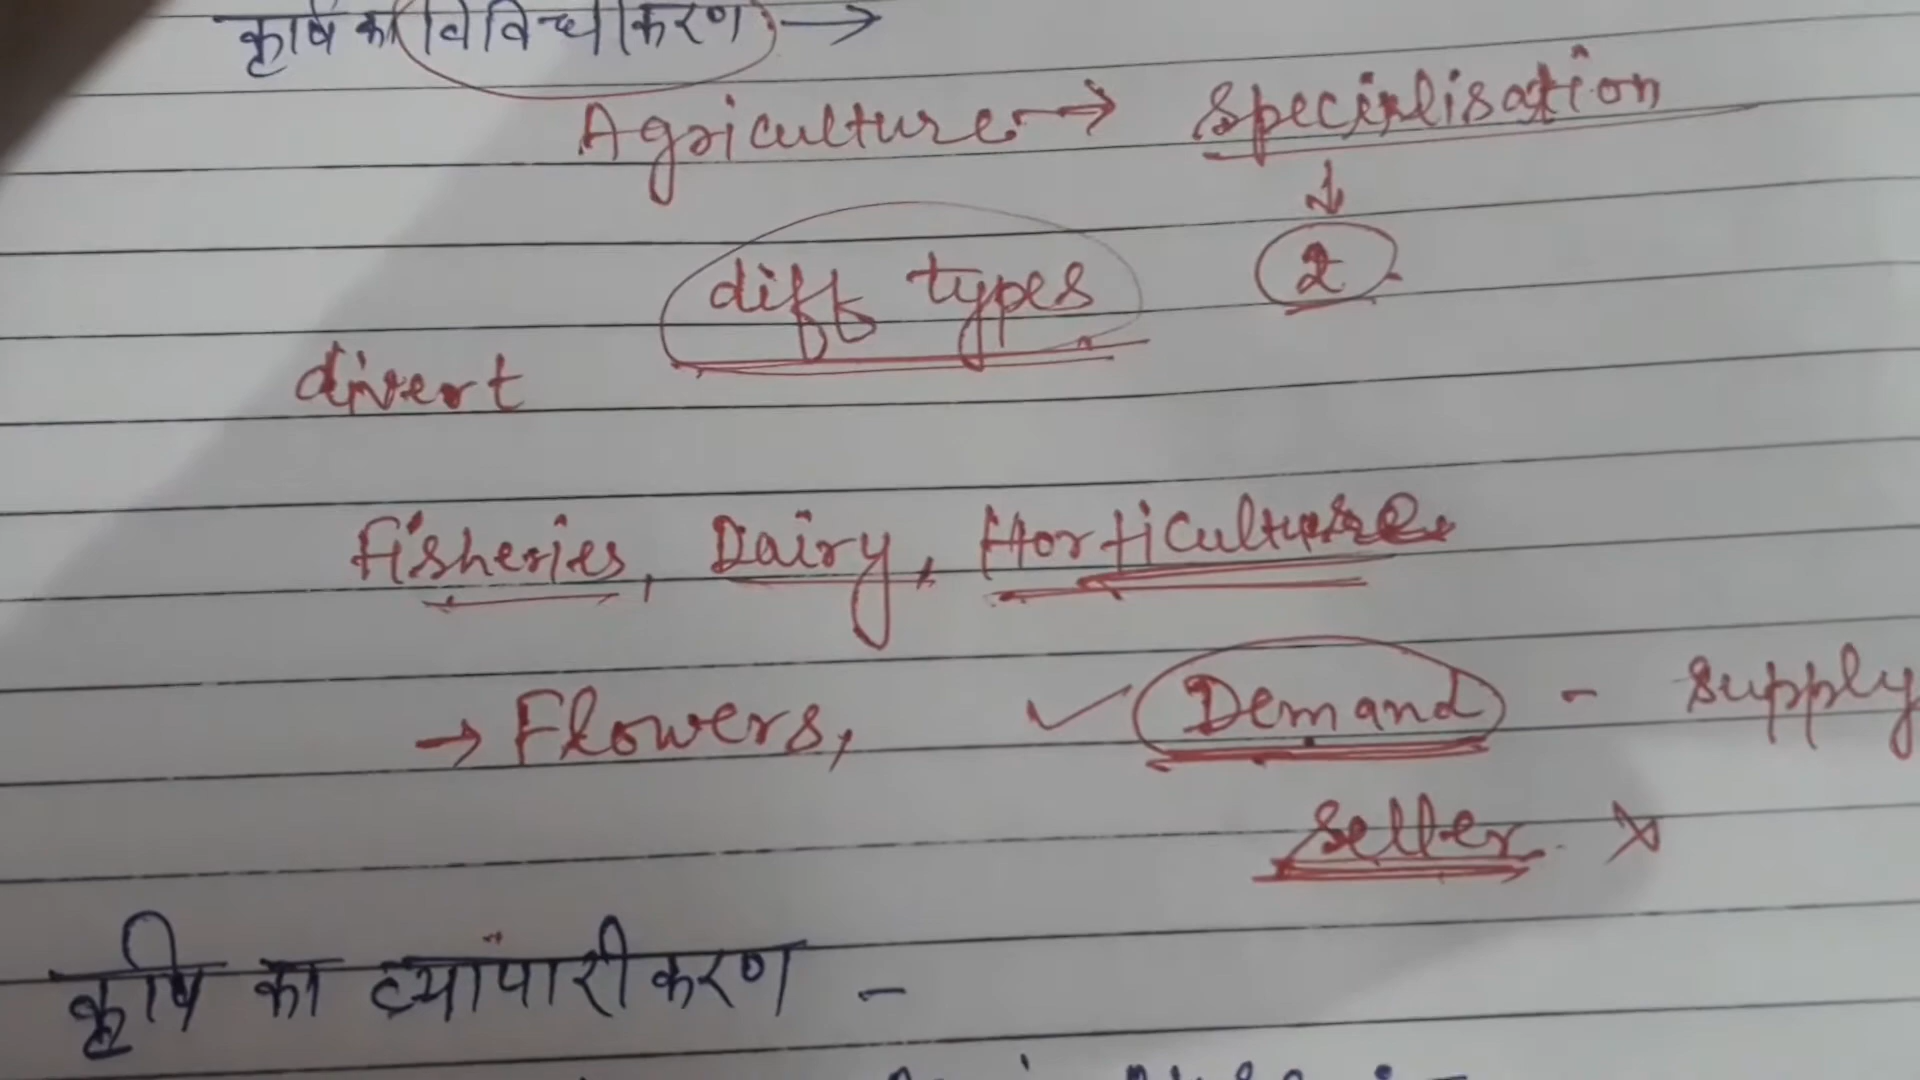 कृषि का विविधीकरण →
Agriculture → Specialisation
↓
diff types 2
divert
Fisheries, Dairy, Horticulture
→ Flowers, ✓ Demand - Supply
Seller ×
कृषि का व्यापारीकरण -